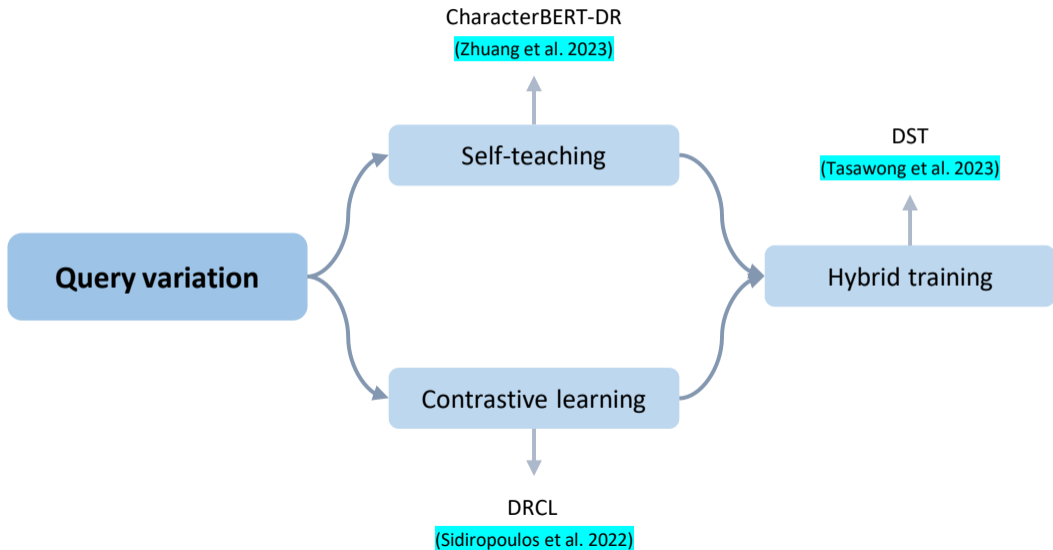 CharacterBERT-DR
(Zhuang et al. 2023)
Self-teaching
DST
(Tasawong et al. 2023)
Query variation
Hybrid training
Contrastive learning
DRCL
(Sidiropoulos et al. 2022)